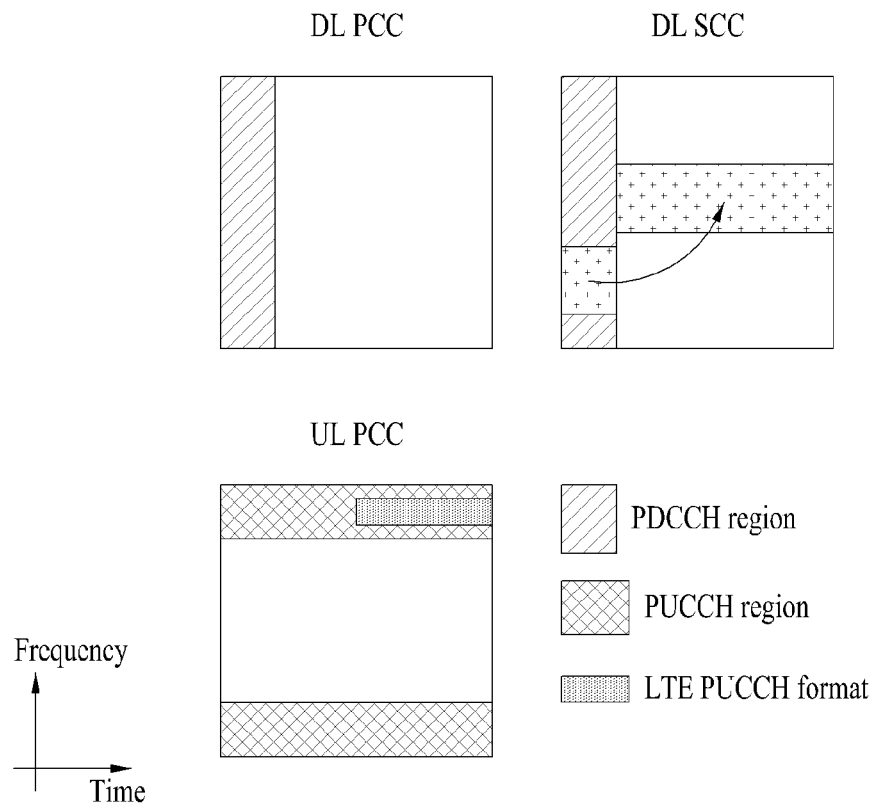 DL PCC
DL SCC
UL PCC
PDCCH region
PUCCH region
LTE PUCCH format
Frequency
Time